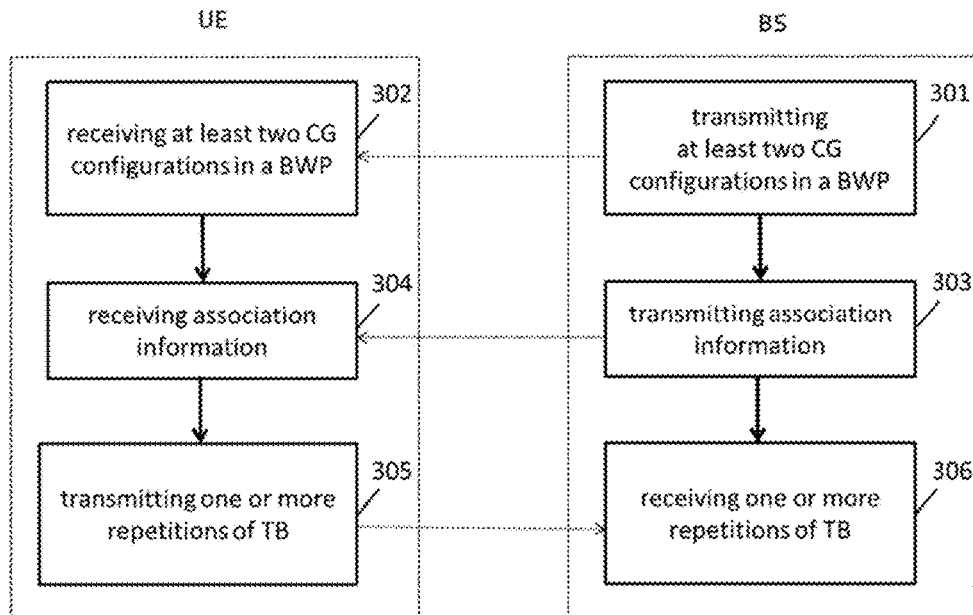 UE
BS
302
receiving at least two CG
configurations in a BWP
301
transmitting
at least two CG
configurations in a BWP
304
receiving association
information
303
transmitting association
information
305
transmitting one or more
repetitions of TB
306
receiving one or more
repetitions of TB